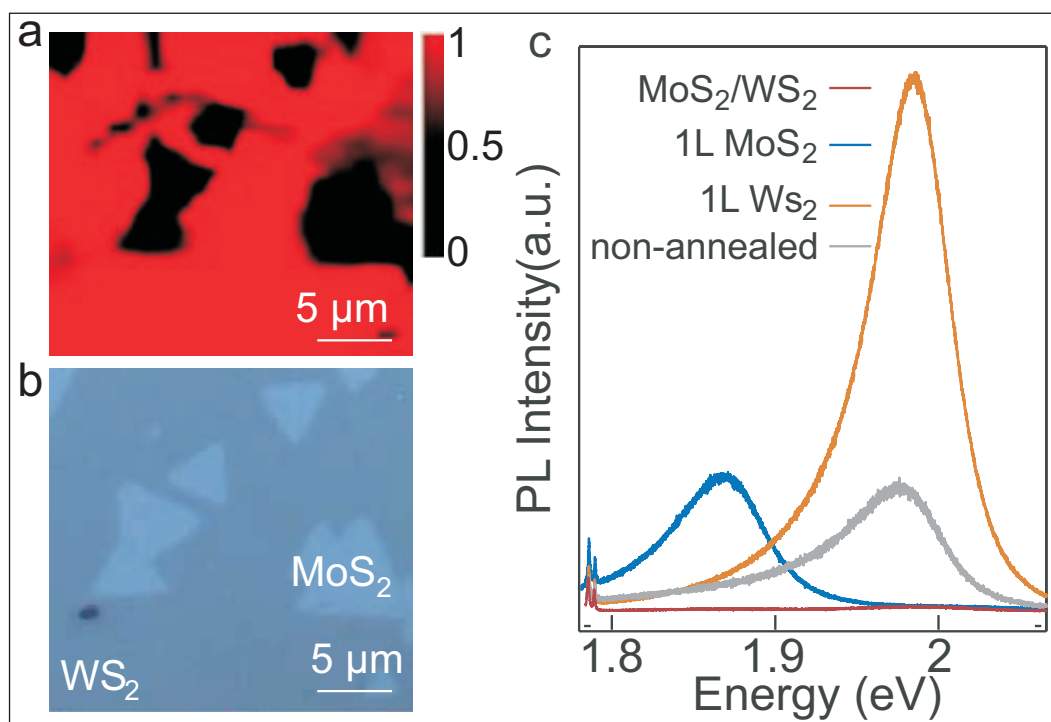 a
1
0.5
0
5 µm
b
MoS₂
WS₂
5 µm
c
MoS₂/WS₂
1L MoS₂
1L Ws₂
non-annealed
PL Intensity(a.u.)
1.8 1.9 2
Energy (eV)